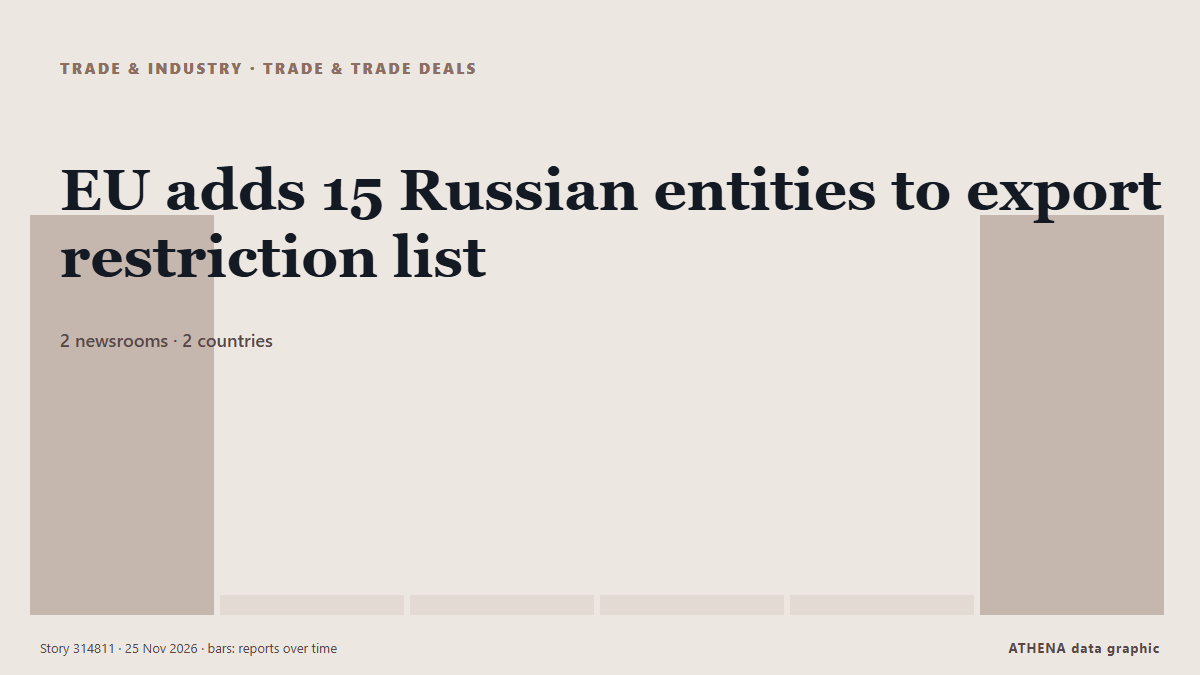 TRADE & INDUSTRY · TRADE & TRADE DEALS
EU adds 15 Russian entities to export
restriction list
2 newsrooms · 2 countries
Story 314811 · 25 Nov 2026 · bars: reports over time
ATHENA data graphic